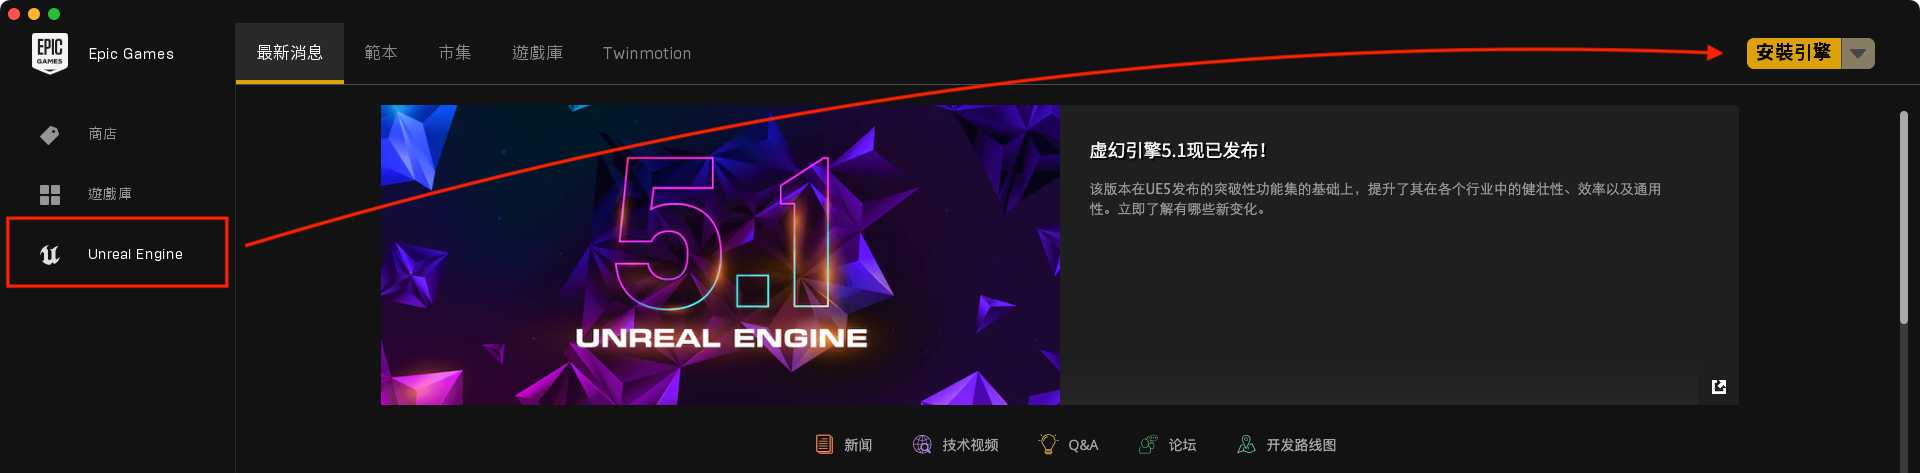 EPIC
GAMES
Epic Games
最新消息
範本
市集
遊戲庫
Twinmotion
安裝引擎
商店
遊戲庫
Unreal Engine
5.1
UNREAL ENGINE
虚幻引擎5.1现已发布！
该版本在UE5发布的突破性功能集的基础上，提升了其在各个行业中的健壮性、效率以及通用
性。立即了解有哪些新变化。
新闻
技术视频
Q&A
论坛
开发路线图